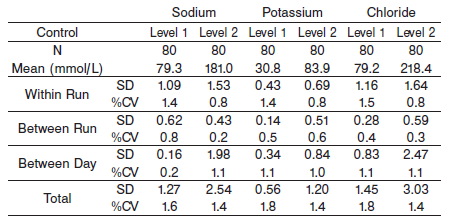 Sodium Potassium Chloride
Control Level 1 Level 2 Level 1 Level 2 Level 1 Level 2
N 80 80 80 80 80 80
Mean (mmol/L) 79.3 181.0 30.8 83.9 79.2 218.4
Within Run SD 1.09 1.53 0.43 0.69 1.16 1.64
%CV 1.4 0.8 1.4 0.8 1.5 0.8
Between Run SD 0.62 0.43 0.14 0.51 0.28 0.59
%CV 0.8 0.2 0.5 0.6 0.4 0.3
Between Day SD 0.16 1.98 0.34 0.84 0.83 2.47
%CV 0.2 1.1 1.1 1.0 1.1 1.1
Total SD 1.27 2.54 0.56 1.20 1.45 3.03
%CV 1.6 1.4 1.8 1.4 1.8 1.4